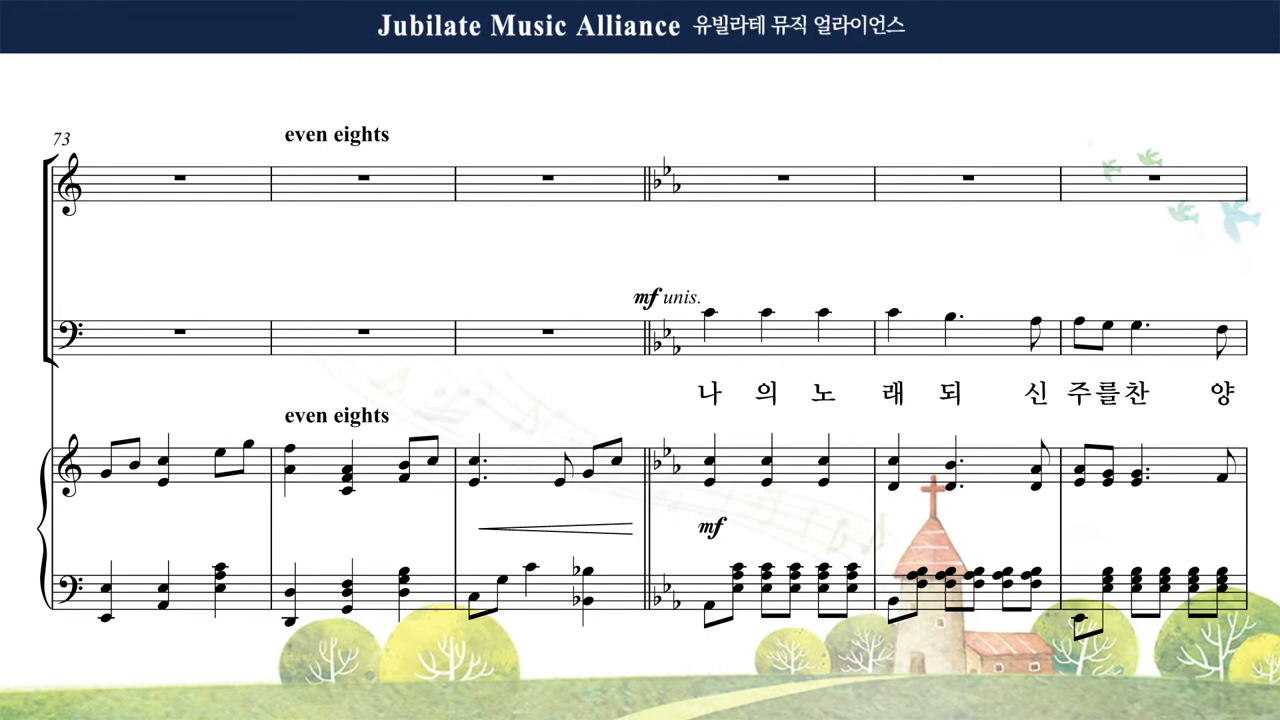 Jubilate Music Alliance 유빌라테 뮤직 얼라이언스
73
even eights
mf unis.
나 의 노 래 되 신 주를찬 양
even eights
mf